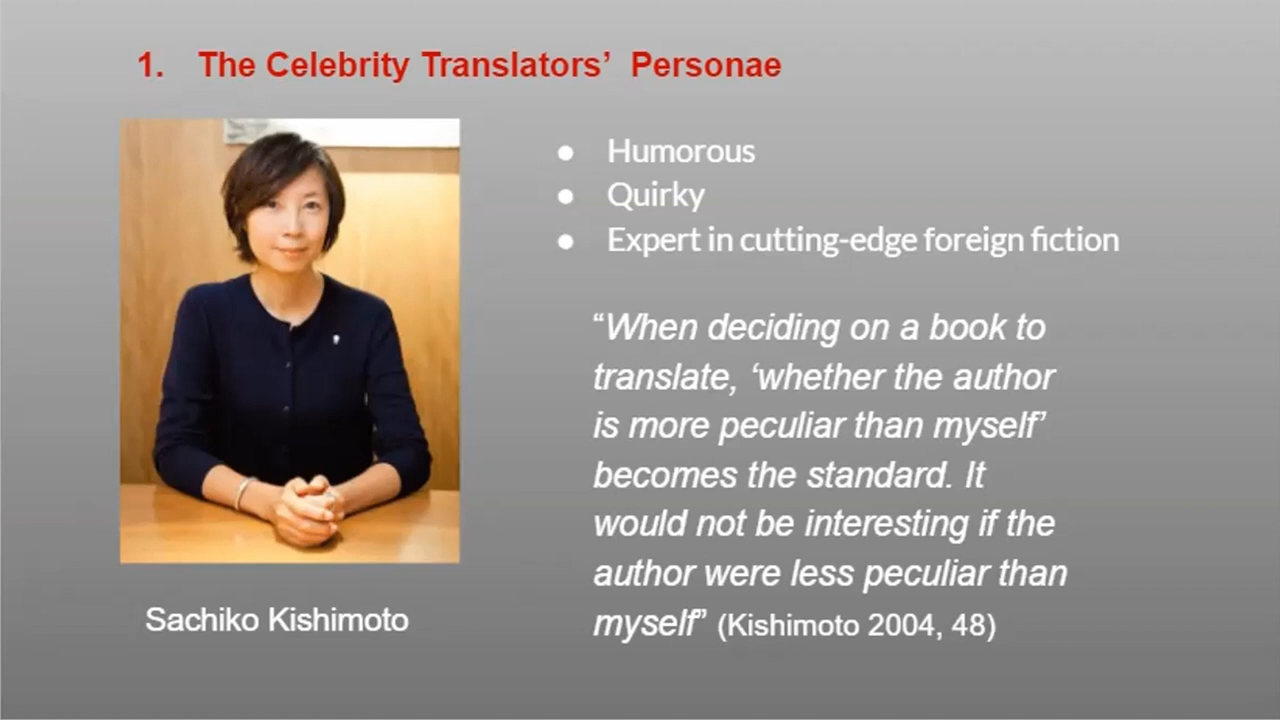 1. The Celebrity Translators’ Personae
● Humorous
● Quirky
● Expert in cutting-edge foreign fiction
“When deciding on a book to
translate, ‘whether the author
is more peculiar than myself’
becomes the standard. It
would not be interesting if the
author were less peculiar than
myself” (Kishimoto 2004, 48)
Sachiko Kishimoto